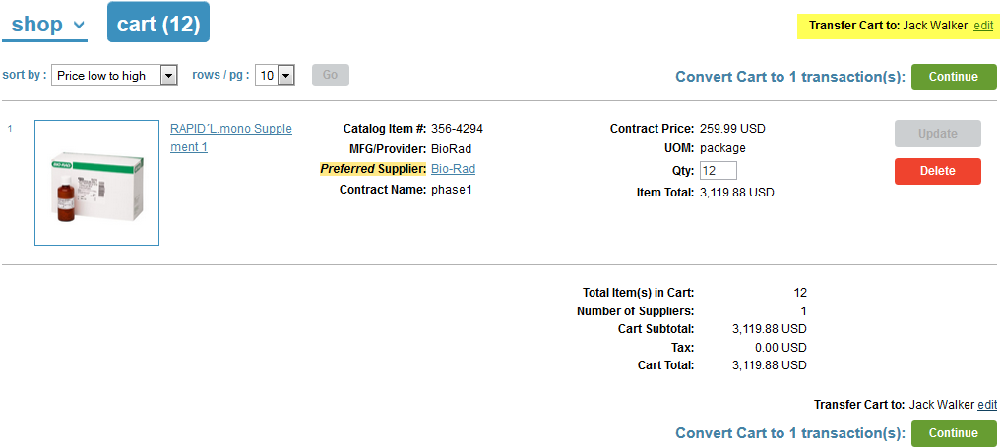 shop cart (12)
Transfer Cart to: Jack Walker edit
sort by : Price low to high rows / pg : 10 Go
Convert Cart to 1 transaction(s): Continue
1
RAPID´L.mono Supple
ment 1
Catalog Item #: 356-4294
MFG/Provider: BioRad
Preferred Supplier: Bio-Rad
Contract Name: phase1
Contract Price: 259.99 USD
UOM: package
Qty: 12
Item Total: 3,119.88 USD
Update
Delete
BIO-RAD
Total Item(s) in Cart: 12
Number of Suppliers: 1
Cart Subtotal: 3,119.88 USD
Tax: 0.00 USD
Cart Total: 3,119.88 USD
Transfer Cart to: Jack Walker edit
Convert Cart to 1 transaction(s): Continue